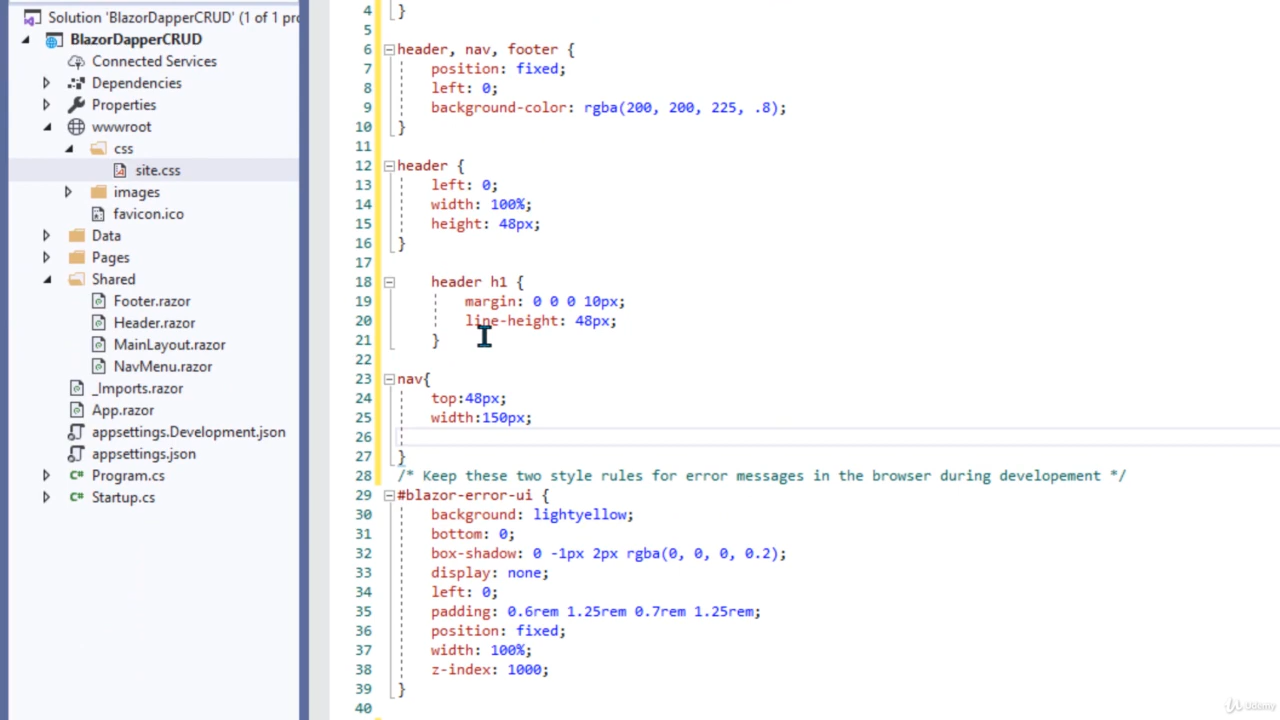 Solution 'BlazorDapperCRUD' (1 of 1 pro
BlazorDapperCRUD
Connected Services
Dependencies
Properties
wwwroot
css
site.css
images
favicon.ico
Data
Pages
Shared
Footer.razor
Header.razor
MainLayout.razor
NavMenu.razor
_Imports.razor
App.razor
appsettings.Development.json
appsettings.json
C# Program.cs
C# Startup.cs
4 }
5
6 header, nav, footer {
7 position: fixed;
8 left: 0;
9 background-color: rgba(200, 200, 225, .8);
10 }
11
12 header {
13 left: 0;
14 width: 100%;
15 height: 48px;
16 }
17
18 header h1 {
19 margin: 0 0 0 10px;
20 line-height: 48px;
21 }
22
23 nav{
24 top:48px;
25 width:150px;
26
27 }
28 /* Keep these two style rules for error messages in the browser during developement */
29 #blazor-error-ui {
30 background: lightyellow;
31 bottom: 0;
32 box-shadow: 0 -1px 2px rgba(0, 0, 0, 0.2);
33 display: none;
34 left: 0;
35 padding: 0.6rem 1.25rem 0.7rem 1.25rem;
36 position: fixed;
37 width: 100%;
38 z-index: 1000;
39 }
40
Udemy